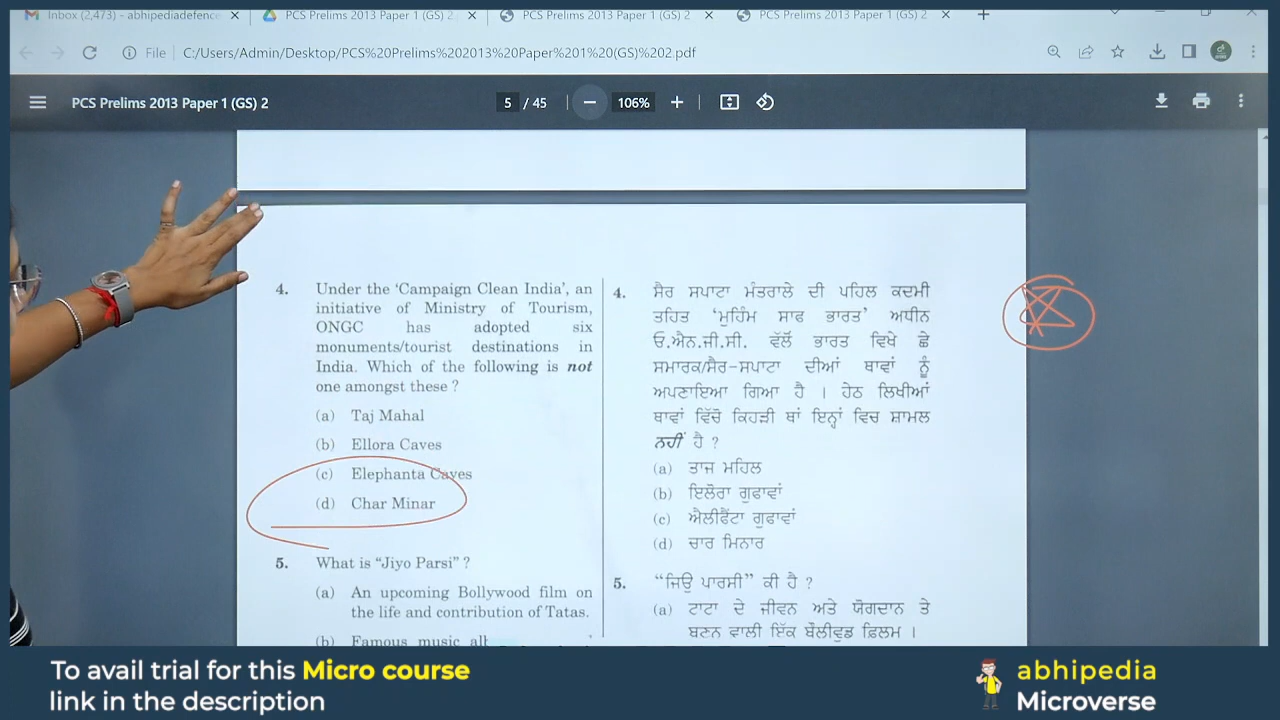 Inbox (2,473) - abhipediadefence
PCS Prelims 2013 Paper 1 (GS) 2
PCS Prelims 2013 Paper 1 (GS) 2
PCS Prelims 2013 Paper 1 (GS) 2
File C:/Users/Admin/Desktop/PCS%20Prelims%202013%20Paper%201%20(GS)%202.pdf
PCS Prelims 2013 Paper 1 (GS) 2
5 / 45
106%
4. Under the ‘Campaign Clean India’, an
initiative of Ministry of Tourism,
ONGC has adopted six
monuments/tourist destinations in
India. Which of the following is not
one amongst these ?
(a) Taj Mahal
(b) Ellora Caves
(c) Elephanta Caves
(d) Char Minar
5. What is “Jiyo Parsi” ?
(a) An upcoming Bollywood film on
the life and contribution of Tatas.
(b) Famous music
4. ਸੈਰ ਸਪਾਟਾ ਮੰਤਰਾਲੇ ਦੀ ਪਹਿਲ ਕਦਮੀ
ਤਹਿਤ ‘ਮੁਹਿੰਮ ਸਾਫ ਭਾਰਤ’ ਅਧੀਨ
ਓ.ਐਨ.ਜੀ.ਸੀ. ਵੱਲੋਂ ਭਾਰਤ ਵਿਖੇ ਛੇ
ਸਮਾਰਕ/ਸੈਰ-ਸਪਾਟਾ ਦੀਆਂ ਥਾਵਾਂ ਨੂੰ
ਅਪਣਾਇਆ ਗਿਆ ਹੈ । ਹੇਠ ਲਿਖੀਆਂ
ਥਾਵਾਂ ਵਿੱਚੋ ਕਿਹੜੀ ਥਾਂ ਇਨ੍ਹਾਂ ਵਿਚ ਸ਼ਾਮਲ
ਨਹੀਂ ਹੈ ?
(a) ਤਾਜ ਮਹਿਲ
(b) ਇਲੋਰਾ ਗੁਫਾਵਾਂ
(c) ਐਲੀਫੈਂਟਾ ਗੁਫਾਵਾਂ
(d) ਚਾਰ ਮਿਨਾਰ
5. “ਜਿਉ ਪਾਰਸੀ” ਕੀ ਹੈ ?
(a) ਟਾਟਾ ਦੇ ਜੀਵਨ ਅਤੇ ਯੋਗਦਾਨ ਤੇ
ਬਣਨ ਵਾਲੀ ਇੱਕ ਬੌਲੀਵੁਡ ਫ਼ਿਲਮ ।
To avail trial for this Micro course
link in the description
abhipedia
Microverse